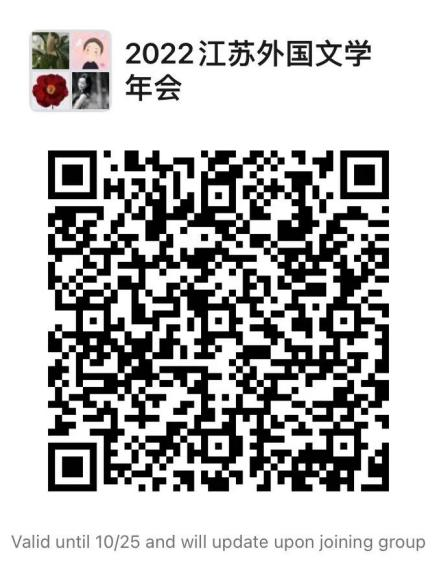 2022江苏外国文学
年会
Valid until 10/25 and will update upon joining group